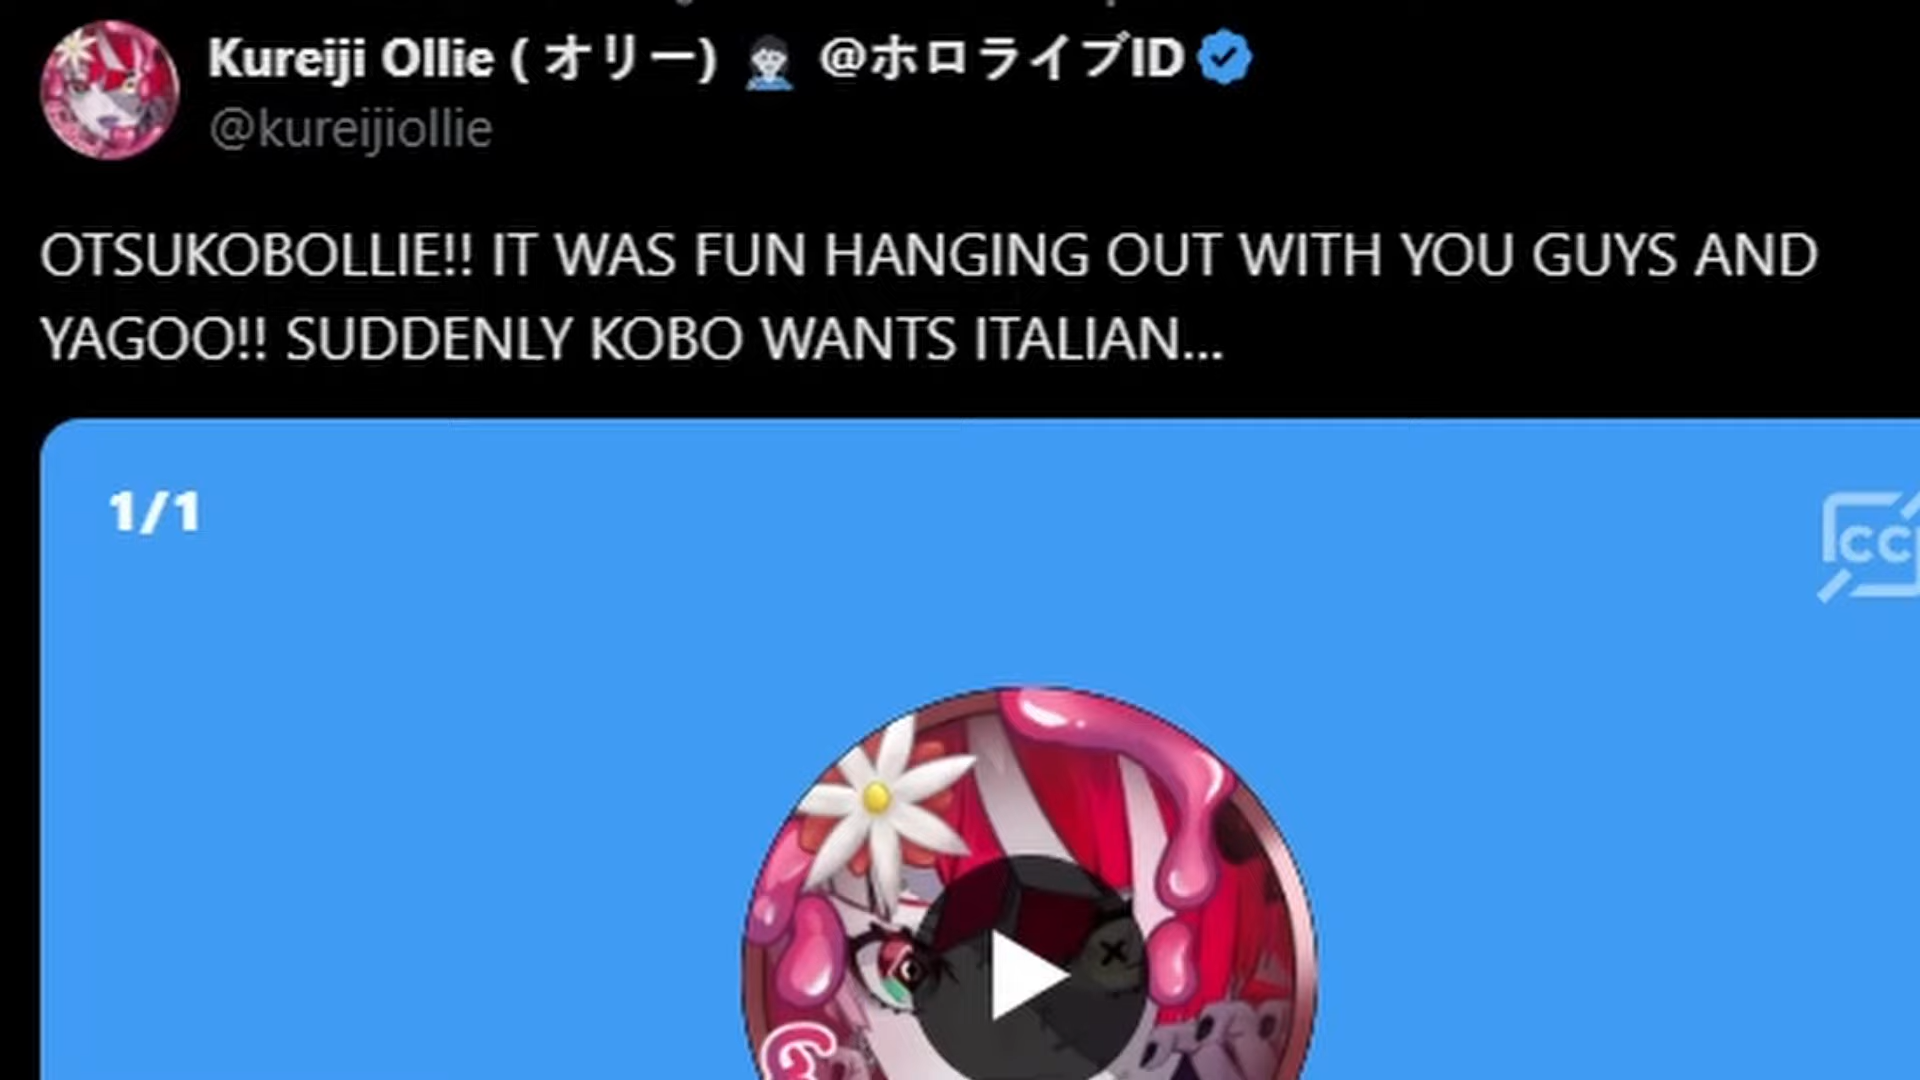 Kureiji Ollie ( オリー) 🧟‍♂️ @ホロライブID
@kureijiollie
OTSUKOBOLLIE!! IT WAS FUN HANGING OUT WITH YOU GUYS AND
YAGOO!! SUDDENLY KOBO WANTS ITALIAN...
1/1
CC